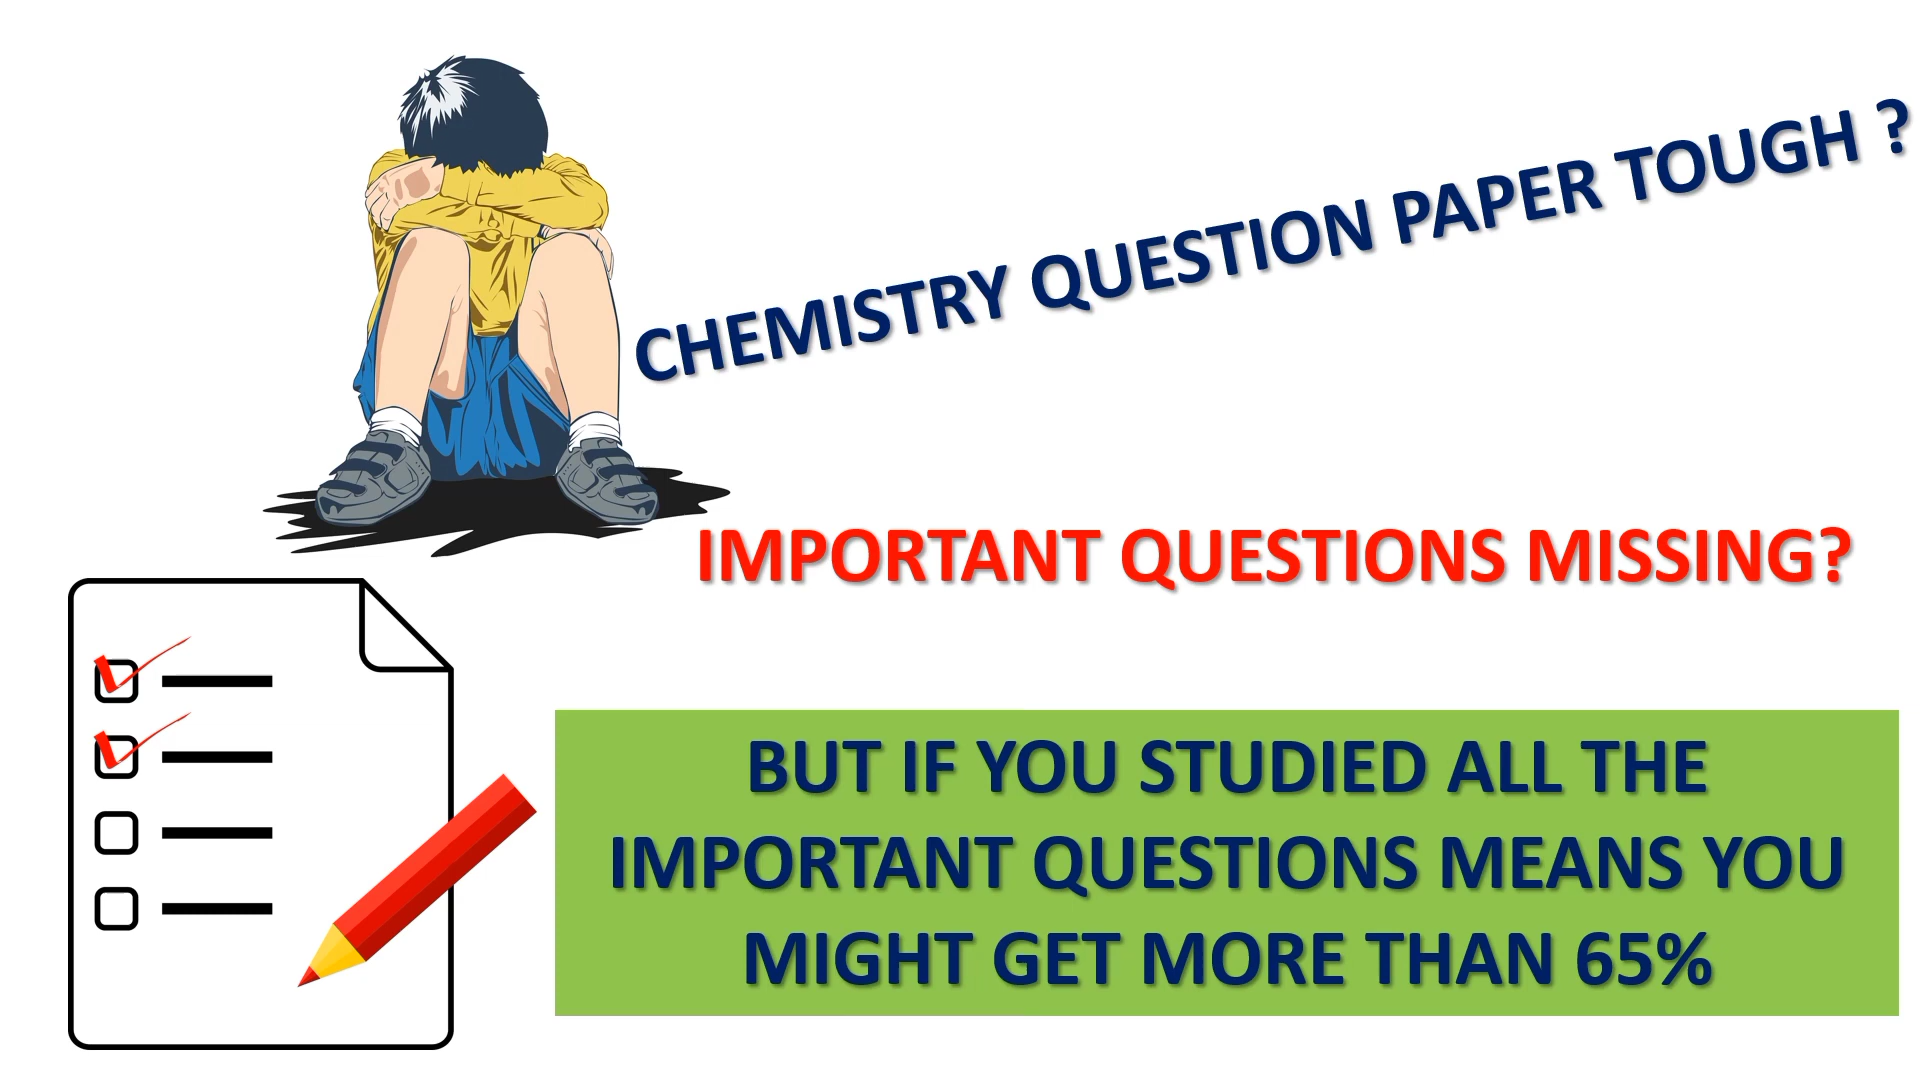 CHEMISTRY QUESTION PAPER TOUGH ?
IMPORTANT QUESTIONS MISSING?
BUT IF YOU STUDIED ALL THE
IMPORTANT QUESTIONS MEANS YOU
MIGHT GET MORE THAN 65%